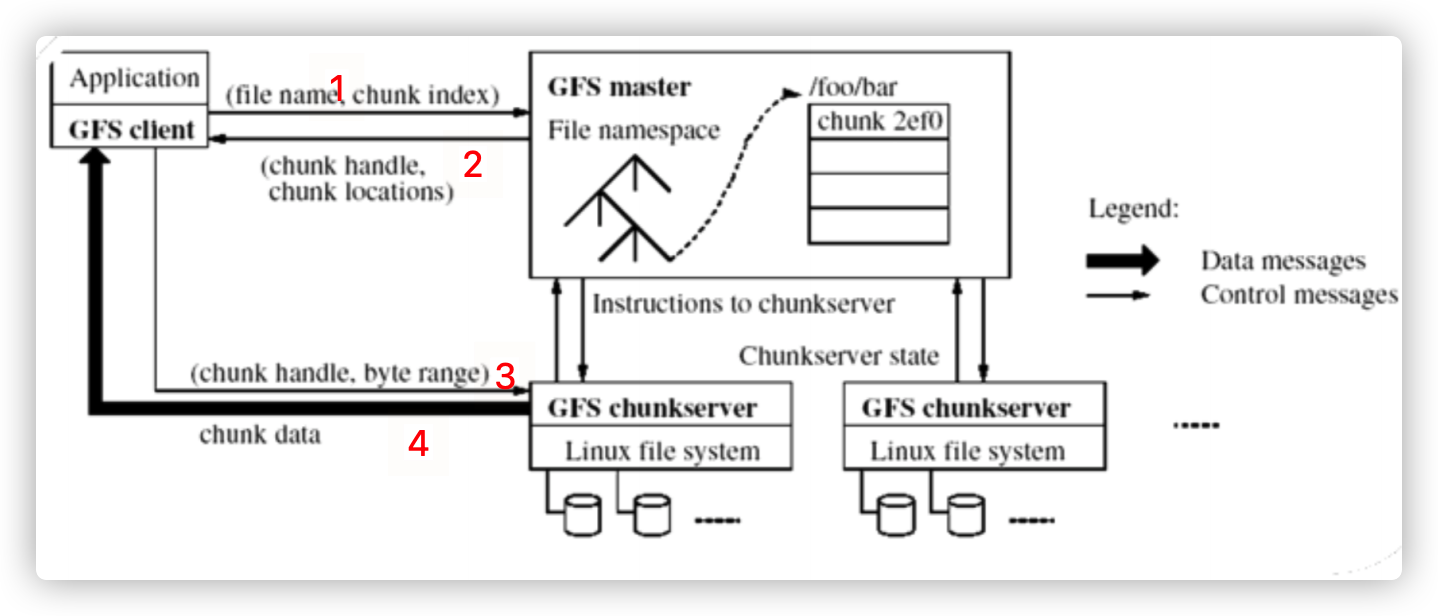 Application
GFS client
1
(file name, chunk index)
2
(chunk handle,
chunk locations)
GFS master
File namespace
/foo/bar
chunk 2ef0
Legend:
Data messages
Control messages
Instructions to chunkserver
Chunkserver state
(chunk handle, byte range)
3
chunk data
4
GFS chunkserver
Linux file system
GFS chunkserver
Linux file system